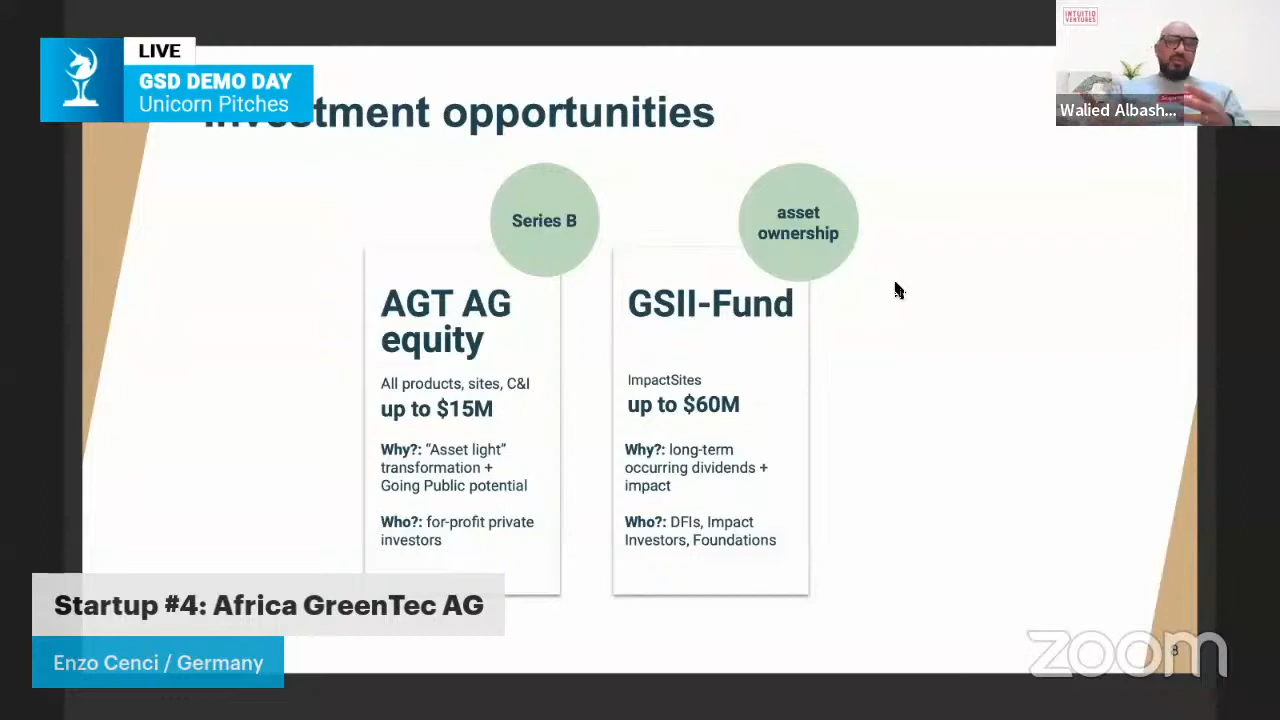 LIVE
GSD DEMO DAY
Unicorn Pitches
Investment opportunities
INTUITIO
VENTURES
Walied Albash...
Series B
asset
ownership
AGT AG
equity
All products, sites, C&I
up to $15M
Why?: “Asset light”
transformation +
Going Public potential
Who?: for-profit private
investors
GSII-Fund
ImpactSites
up to $60M
Why?: long-term
occurring dividends +
impact
Who?: DFIs, Impact
Investors, Foundations
Startup #4: Africa GreenTec AG
Enzo Cenci / Germany
zoom
8